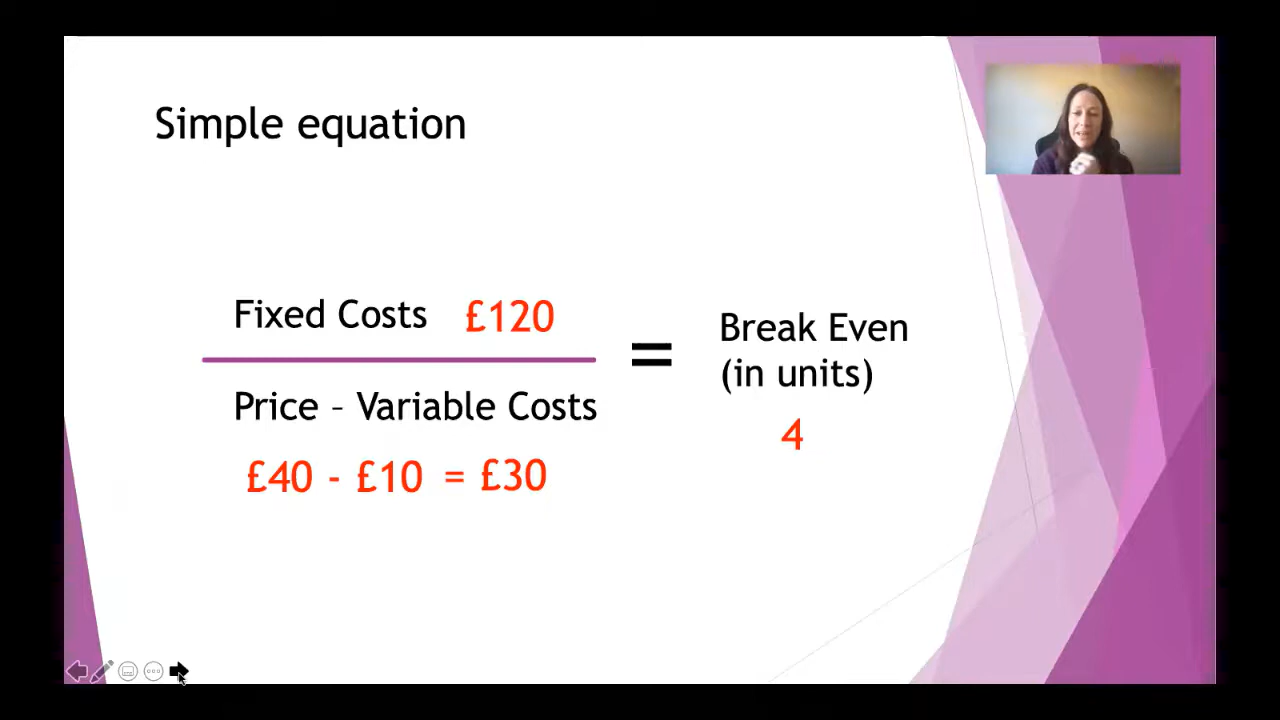 Simple equation
Fixed Costs £120
Price – Variable Costs
£40 - £10 = £30
=
Break Even
(in units)
4